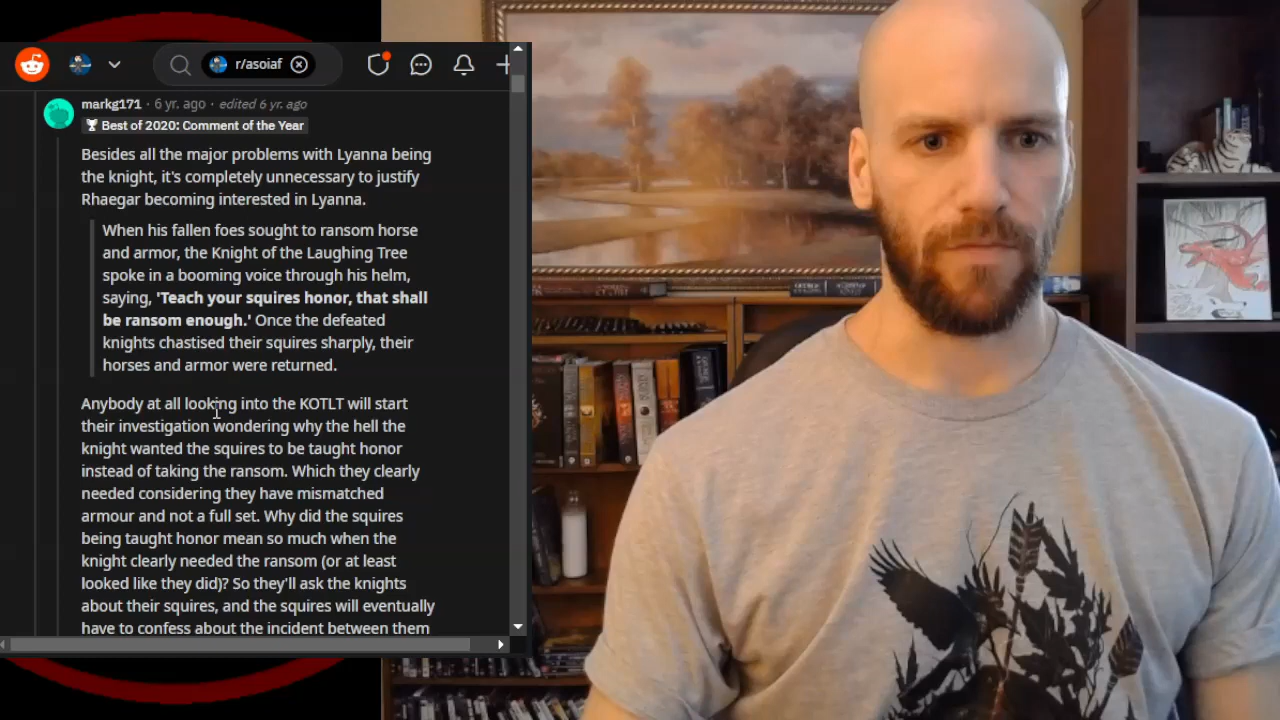 r/asoiaf
markg171 · 6 yr. ago · edited 6 yr. ago
Best of 2020: Comment of the Year
Besides all the major problems with Lyanna being
the knight, it's completely unnecessary to justify
Rhaegar becoming interested in Lyanna.
When his fallen foes sought to ransom horse
and armor, the Knight of the Laughing Tree
spoke in a booming voice through his helm,
saying, 'Teach your squires honor, that shall
be ransom enough.' Once the defeated
knights chastised their squires sharply, their
horses and armor were returned.
Anybody at all looking into the KOTLT will start
their investigation wondering why the hell the
knight wanted the squires to be taught honor
instead of taking the ransom. Which they clearly
needed considering they have mismatched
armour and not a full set. Why did the squires
being taught honor mean so much when the
knight clearly needed the ransom (or at least
looked like they did)? So they'll ask the knights
about their squires, and the squires will eventually
have to confess about the incident between them